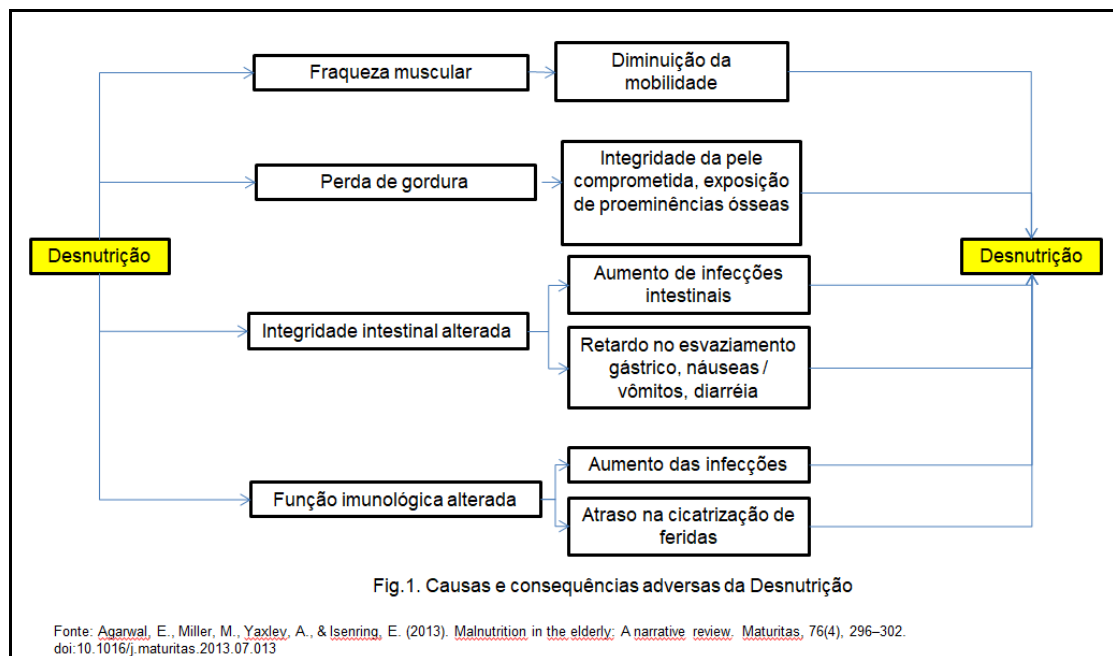 Fraqueza muscular
Diminuição da
mobilidade
Perda de gordura
Integridade da pele
comprometida, exposição
de proeminências ósseas
Desnutrição
Desnutrição
Integridade intestinal alterada
Aumento de infecções
intestinais
Retardo no esvaziamento
gástrico, náuseas /
vômitos, diarréia
Função imunológica alterada
Aumento das infecções
Atraso na cicatrização de
feridas
Fig.1. Causas e consequências adversas da Desnutrição
Fonte: Agarwal, E., Miller, M., Yaxley, A., & Isenring, E. (2013). Malnutrition in the elderly: A narrative review. Maturitas, 76(4), 296–302.
doi:10.1016/j.maturitas.2013.07.013